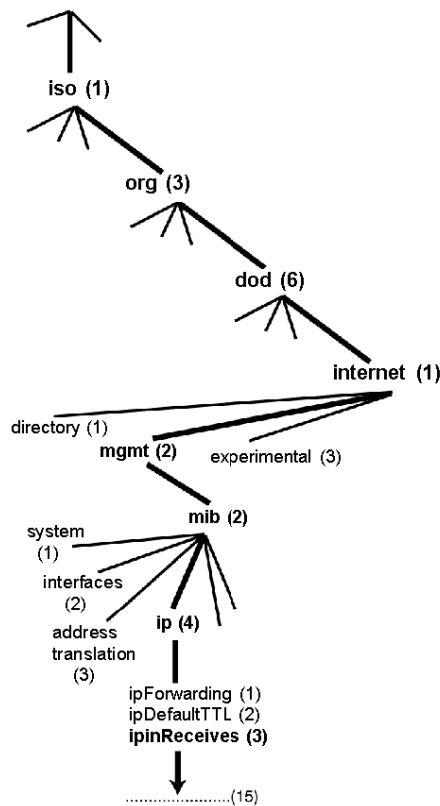 iso (1)
org (3)
dod (6)
internet (1)
directory (1)
mgmt (2)
experimental (3)
mib (2)
system
(1)
interfaces
(2)
address
translation
(3)
ip (4)
ipForwarding (1)
ipDefaultTTL (2)
ipinReceives (3)
......................(15)